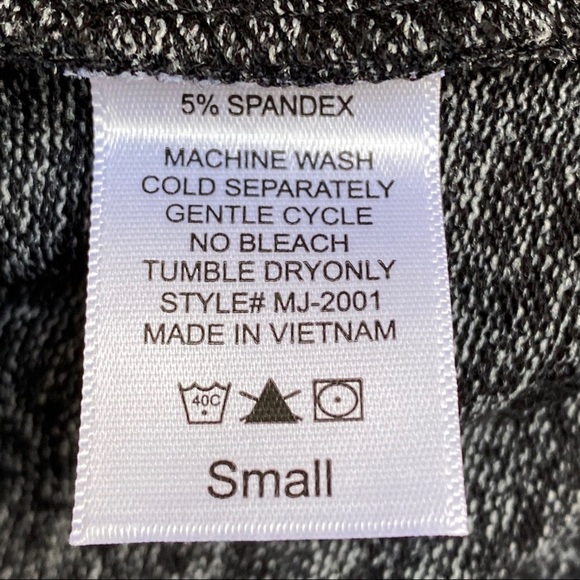 5% SPANDEX
MACHINE WASH
COLD SEPARATELY
GENTLE CYCLE
NO BLEACH
TUMBLE DRYONLY
STYLE# MJ-2001
MADE IN VIETNAM
40C
Small